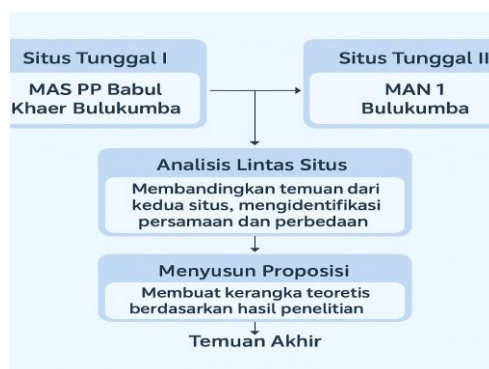 Situs Tunggal I
MAS PP Babul
Khaer Bulukumba
Situs Tunggal II
MAN 1
Bulukumba
Analisis Lintas Situs
Membandingkan temuan dari
kedua situs, mengidentifikasi
persamaan dan perbedaan
Menyusun Proposisi
Membuat kerangka teoretis
berdasarkan hasil penelitian
Temuan Akhir